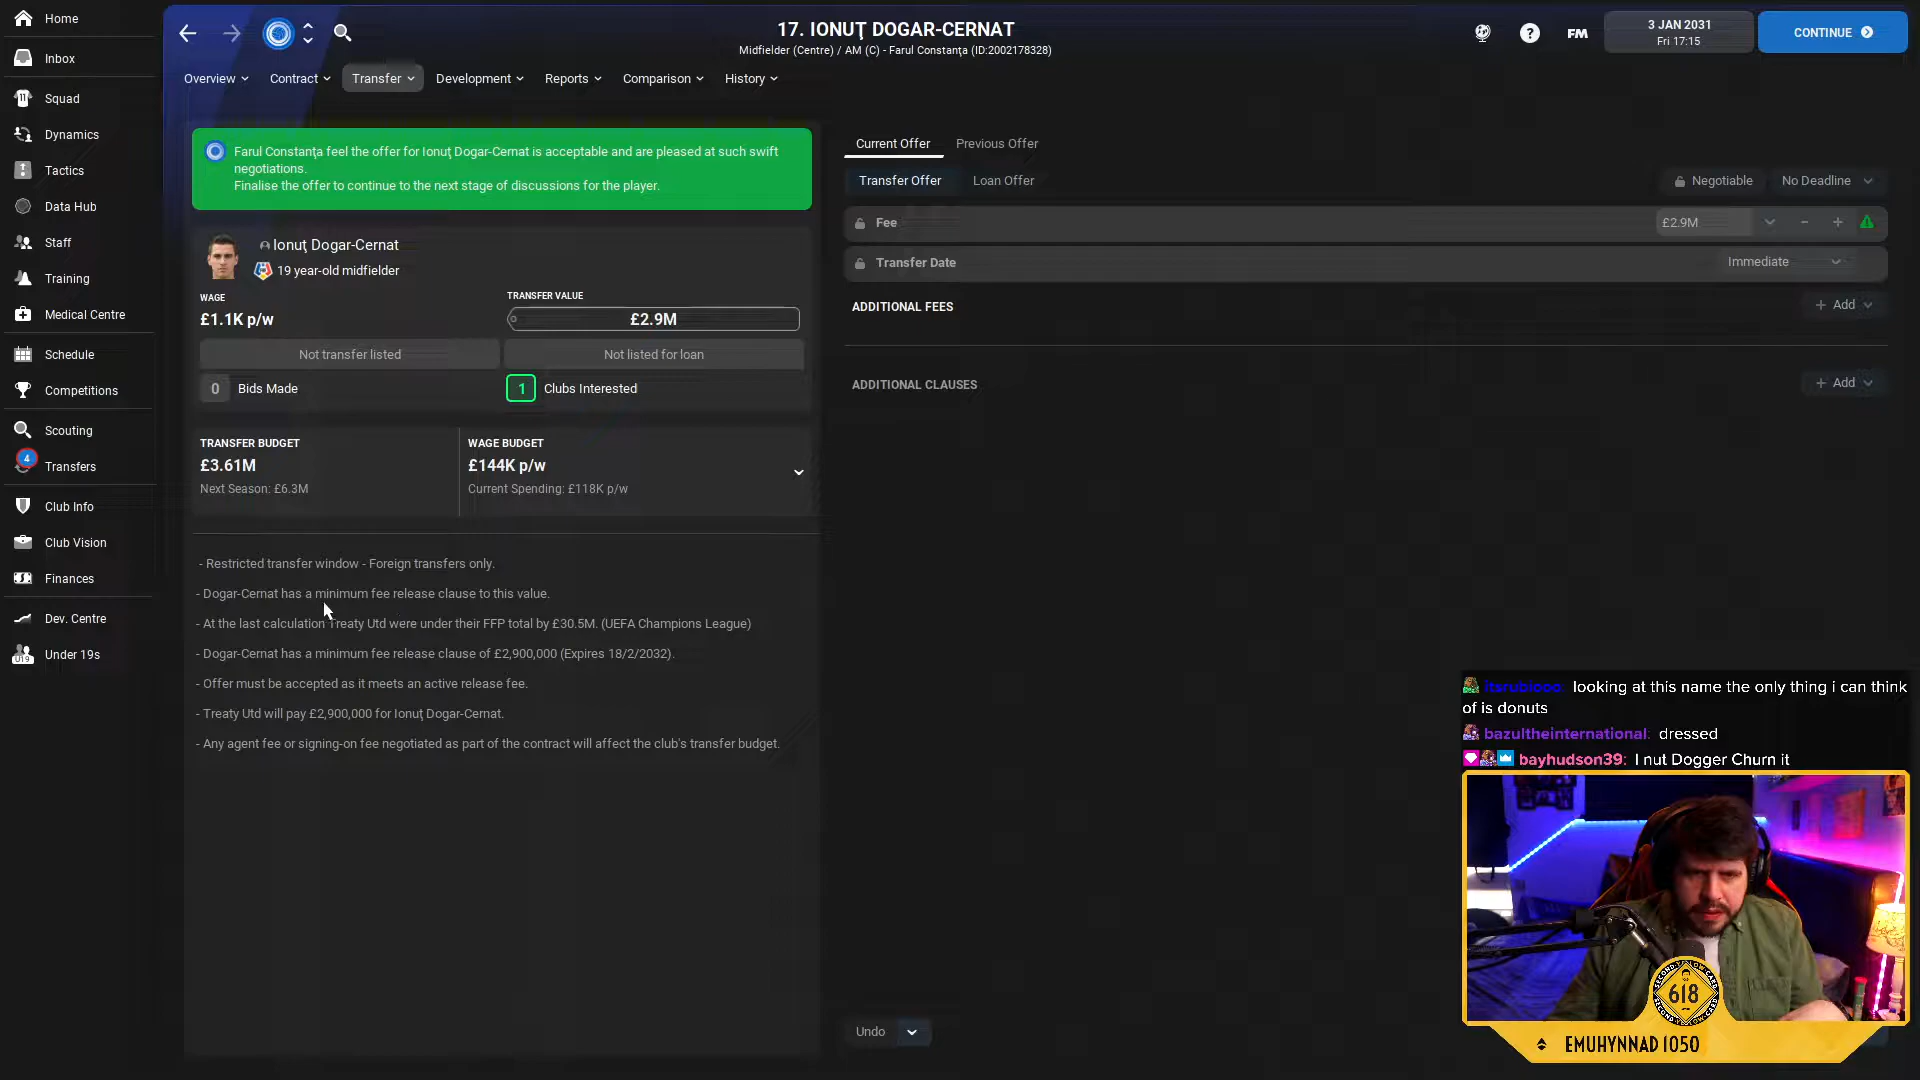 Home
Inbox
Squad
Dynamics
Tactics
Data Hub
Staff
Training
Medical Centre
Schedule
Competitions
Scouting
4
Transfers
Club Info
Club Vision
Finances
Dev. Centre
U19
Under 19s
17. IONUŢ DOGAR-CERNAT
Midfielder (Centre) / AM (C) - Farul Constanţa (ID:2002178328)
FM
3 JAN 2031
Fri 17:15
CONTINUE
Overview
Contract
Transfer
Development
Reports
Comparison
History
Farul Constanţa feel the offer for Ionuţ Dogar-Cernat is acceptable and are pleased at such swift
negotiations.
Finalise the offer to continue to the next stage of discussions for the player.
Ionuţ Dogar-Cernat
19 year-old midfielder
WAGE
£1.1K p/w
TRANSFER VALUE
£2.9M
Not transfer listed
Not listed for loan
0 Bids Made
1 Clubs Interested
TRANSFER BUDGET
£3.61M
Next Season: £6.3M
WAGE BUDGET
£144K p/w
Current Spending: £118K p/w
- Restricted transfer window - Foreign transfers only.
- Dogar-Cernat has a minimum fee release clause to this value.
- At the last calculation Treaty Utd were under their FFP total by £30.5M. (UEFA Champions League)
- Dogar-Cernat has a minimum fee release clause of £2,900,000 (Expires 18/2/2032).
- Offer must be accepted as it meets an active release fee.
- Treaty Utd will pay £2,900,000 for Ionuţ Dogar-Cernat.
- Any agent fee or signing-on fee negotiated as part of the contract will affect the club's transfer budget.
Current Offer
Previous Offer
Transfer Offer
Loan Offer
Negotiable
No Deadline
Fee
£2.9M
Transfer Date
Immediate
ADDITIONAL FEES
Add
ADDITIONAL CLAUSES
Add
Undo
itsrubiooo: looking at this name the only thing i can think
of is donuts
bazultheinternational: dressed
bayhudson39: I nut Dogger Churn it
SECOND YELLOW CARD
618
EMUHYNNAD 1050